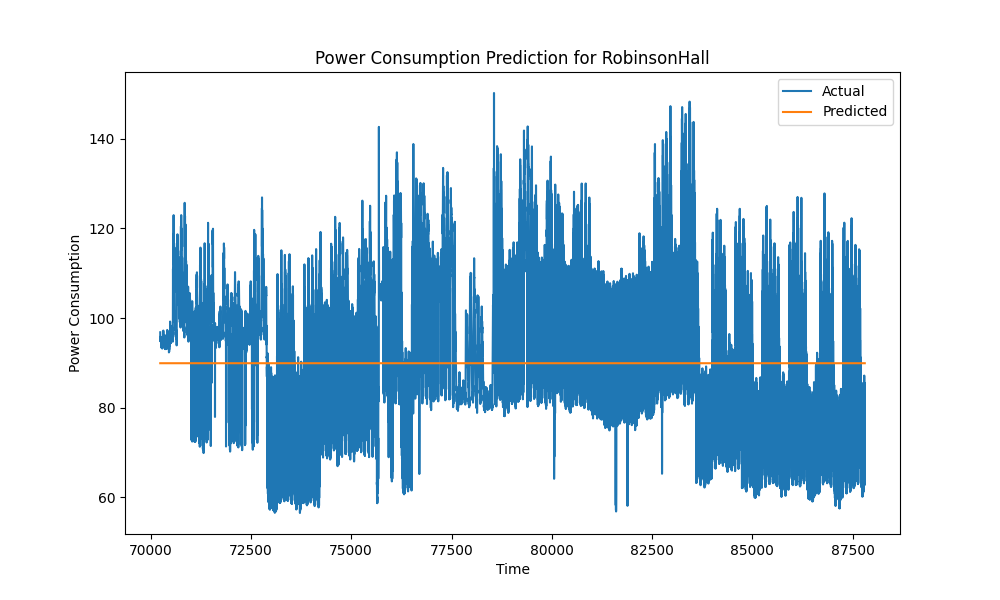 Power Consumption Prediction for RobinsonHall
Actual
Predicted
140
120
100
80
60
Power Consumption
70000 72500 75000 77500 80000 82500 85000 87500
Time